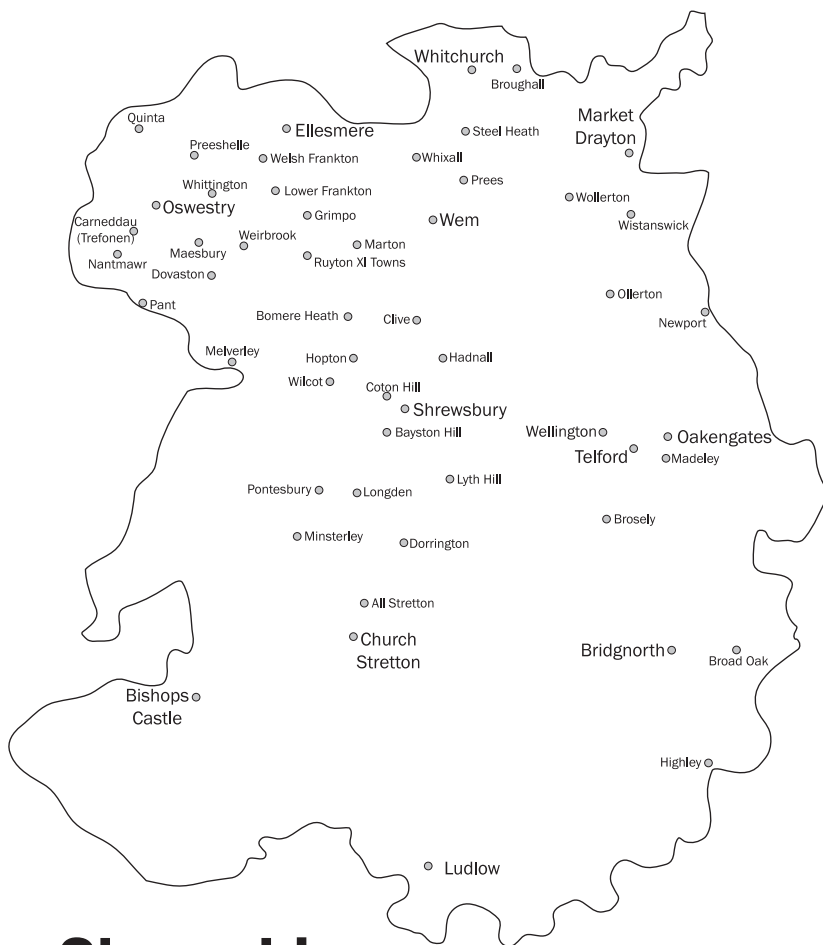 Whitchurch
Broughall
Market
Drayton
Quinta
Ellesmere
Steel Heath
Preeshelle
Welsh Frankton
Whixall
Prees
Whittington
Lower Frankton
Wollerton
Oswestry
Grimpo
Wem
Wistanswick
Carneddau
(Trefonen)
Weirbrook
Marton
Maesbury
Ruyton XI Towns
Nantmawr
Dovaston
Pant
Ollerton
Bomere Heath
Clive
Newport
Melverley
Hopton
Hadnall
Wilcot
Coton Hill
Shrewsbury
Bayston Hill
Wellington
Oakengates
Telford
Madeley
Lyth Hill
Pontesbury
Longden
Brosely
Minsterley
Dorrington
All Stretton
Church
Stretton
Bridgnorth
Broad Oak
Bishops
Castle
Highley
Ludlow